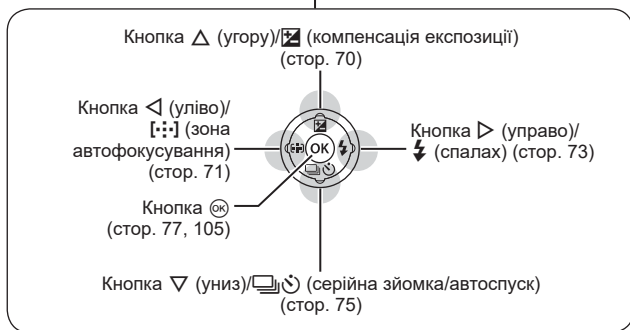 Кнопка △ (угору)/ (компенсація експозиції)
(стор. 70)
Кнопка ◁ (уліво)/
[·:·] (зона
автофокусування)
(стор. 71)
OK
Кнопка ▷ (управо)/
(спалах) (стор. 73)
Кнопка OK
(стор. 77, 105)
Кнопка ▽ (униз)/ (серійна зйомка/автоспуск)
(стор. 75)